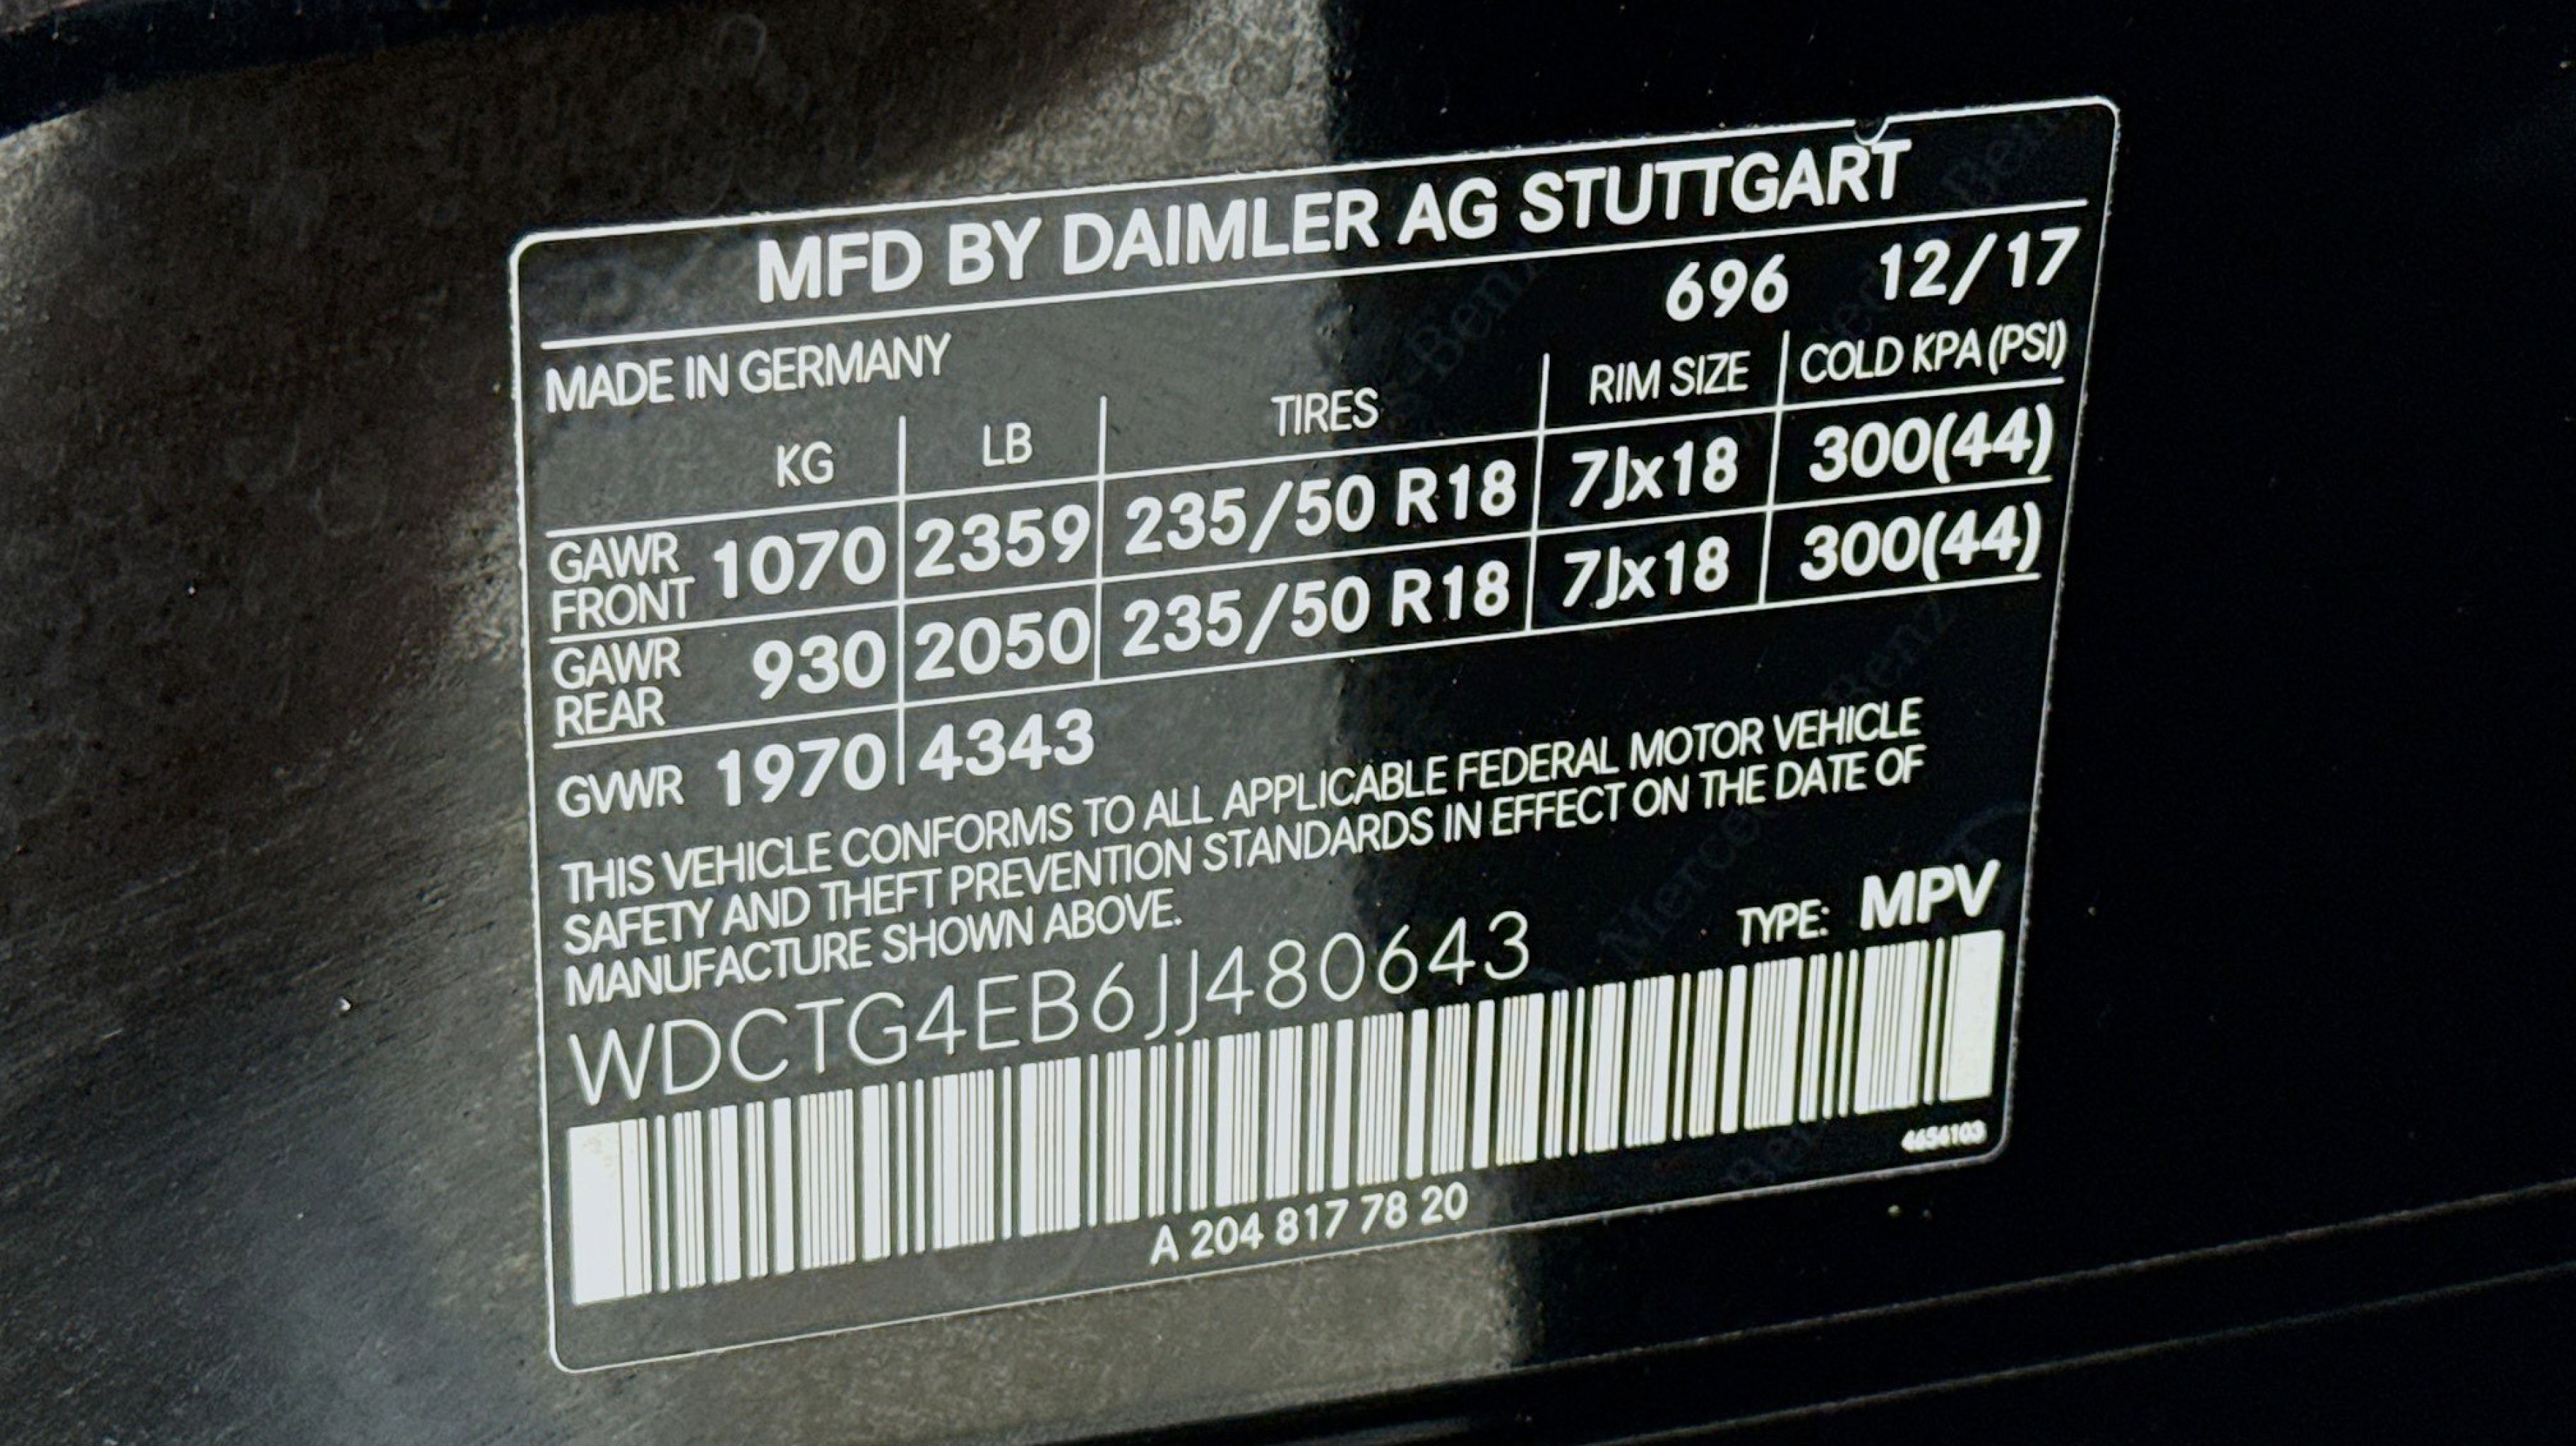 MFD BY DAIMLER AG STUTTGART
696 12/17
MADE IN GERMANY
KG LB TIRES RIM SIZE COLD KPA (PSI)
GAWR FRONT 1070 2359 235/50 R18 7Jx18 300(44)
GAWR REAR 930 2050 235/50 R18 7Jx18 300(44)
GVWR 1970 4343
THIS VEHICLE CONFORMS TO ALL APPLICABLE FEDERAL MOTOR VEHICLE
SAFETY AND THEFT PREVENTION STANDARDS IN EFFECT ON THE DATE OF
MANUFACTURE SHOWN ABOVE.
TYPE: MPV
WDCTG4EB6JJ480643
4654103
A 204 817 78 20